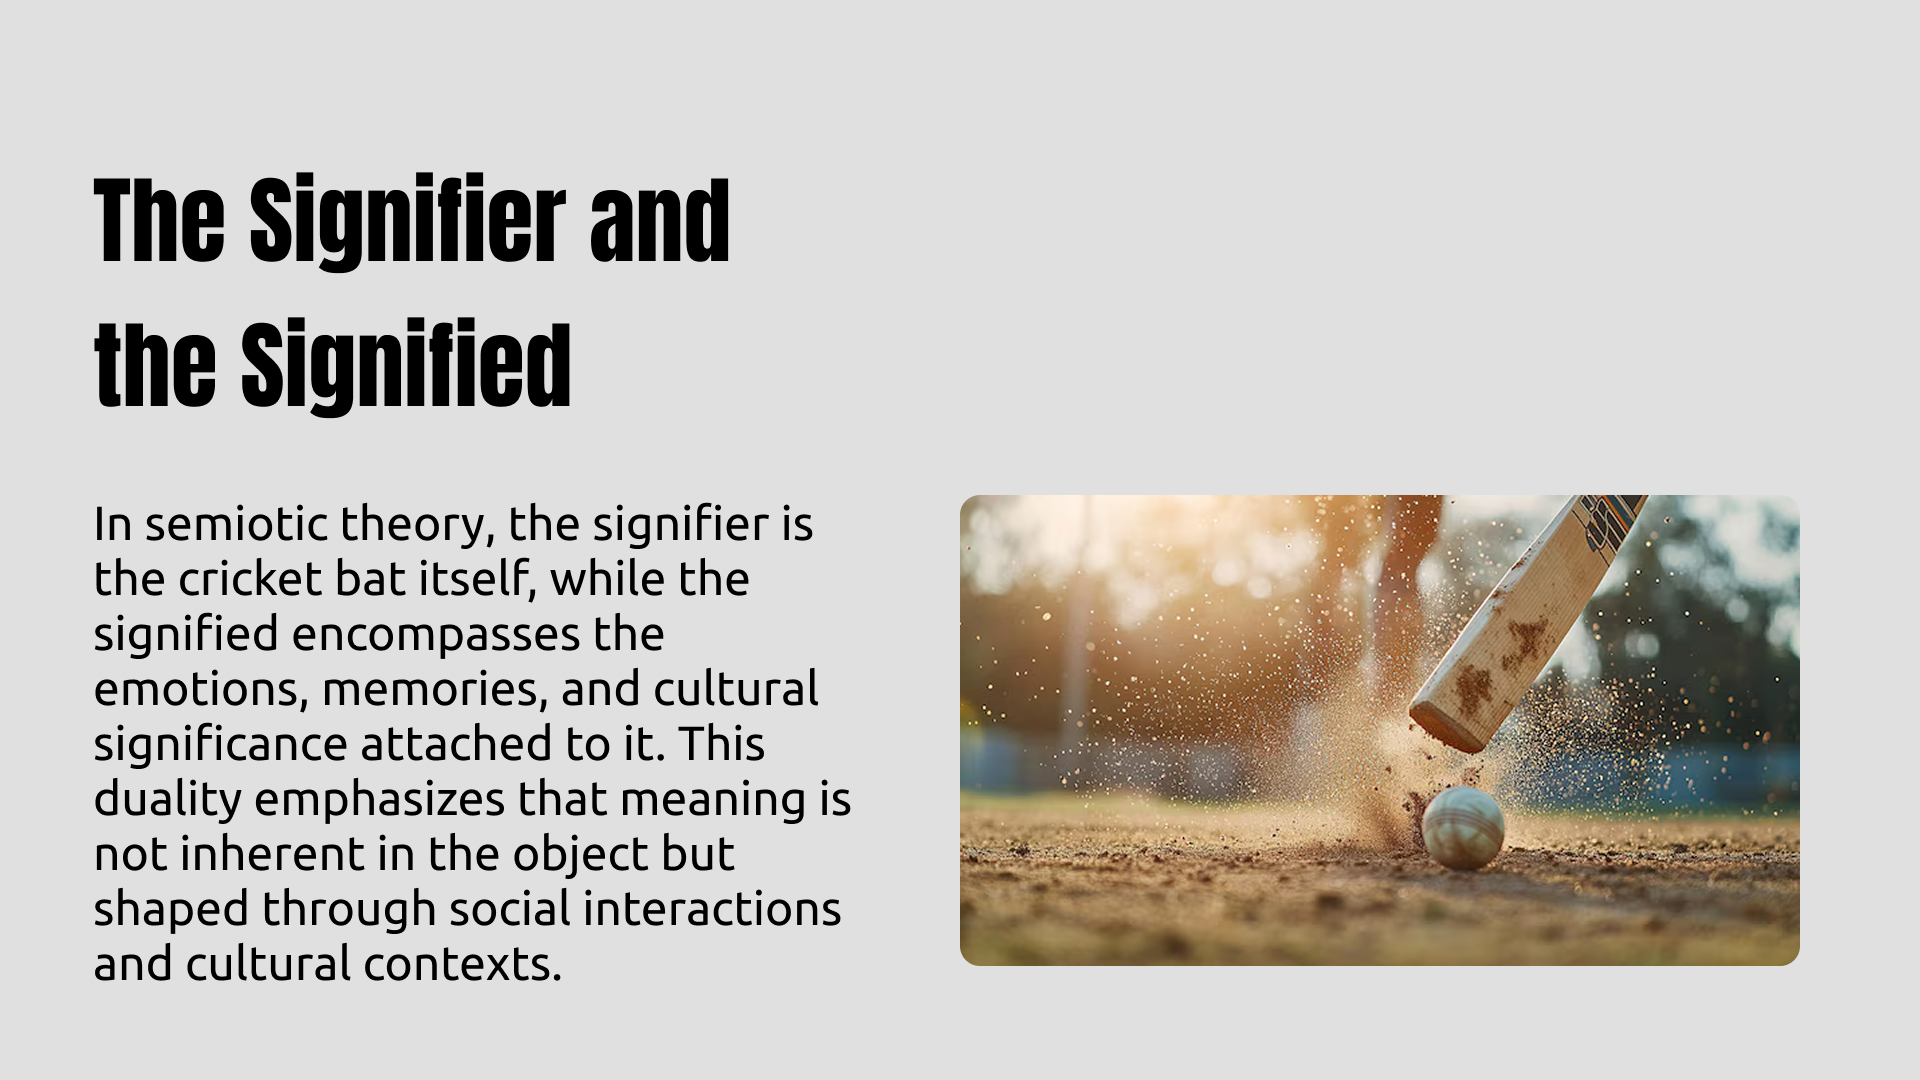 The Signifier and
the Signified
In semiotic theory, the signifier is
the cricket bat itself, while the
signified encompasses the
emotions, memories, and cultural
significance attached to it. This
duality emphasizes that meaning is
not inherent in the object but
shaped through social interactions
and cultural contexts.